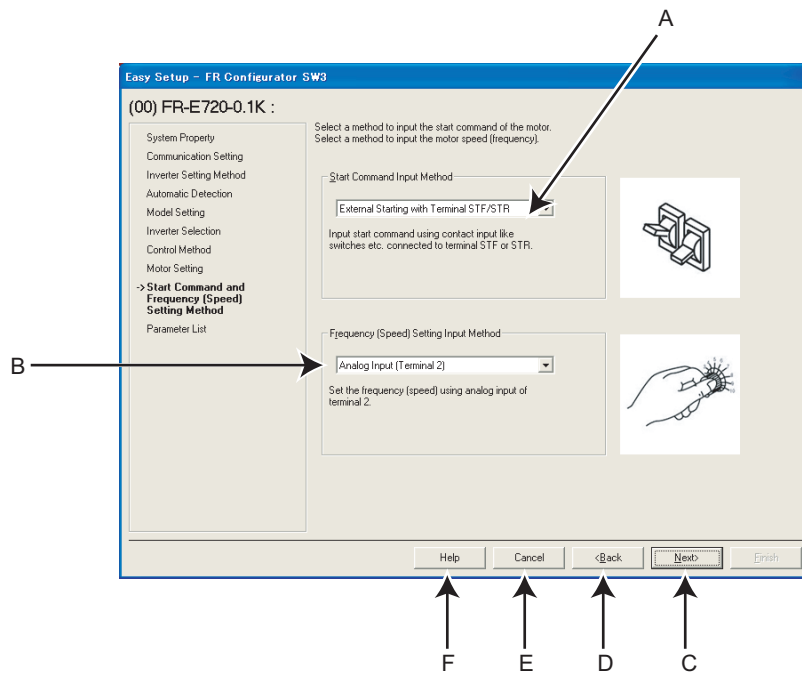 A
Easy Setup - FR Configurator SW3
(00) FR-E720-0.1K :
System Property
Communication Setting
Inverter Setting Method
Automatic Detection
Model Setting
Inverter Selection
Control Method
Motor Setting
->Start Command and
Frequency (Speed)
Setting Method
Parameter List
Select a method to input the start command of the motor.
Select a method to input the motor speed (frequency).
Start Command Input Method
External Starting with Terminal STF/STR
Input start command using contact input like
switches etc. connected to terminal STF or STR.
B
Frequency (Speed) Setting Input Method
Analog Input (Terminal 2)
Set the frequency (speed) using analog input of
terminal 2.
Help
Cancel
<Back
Next>
Finish
F
E
D
C